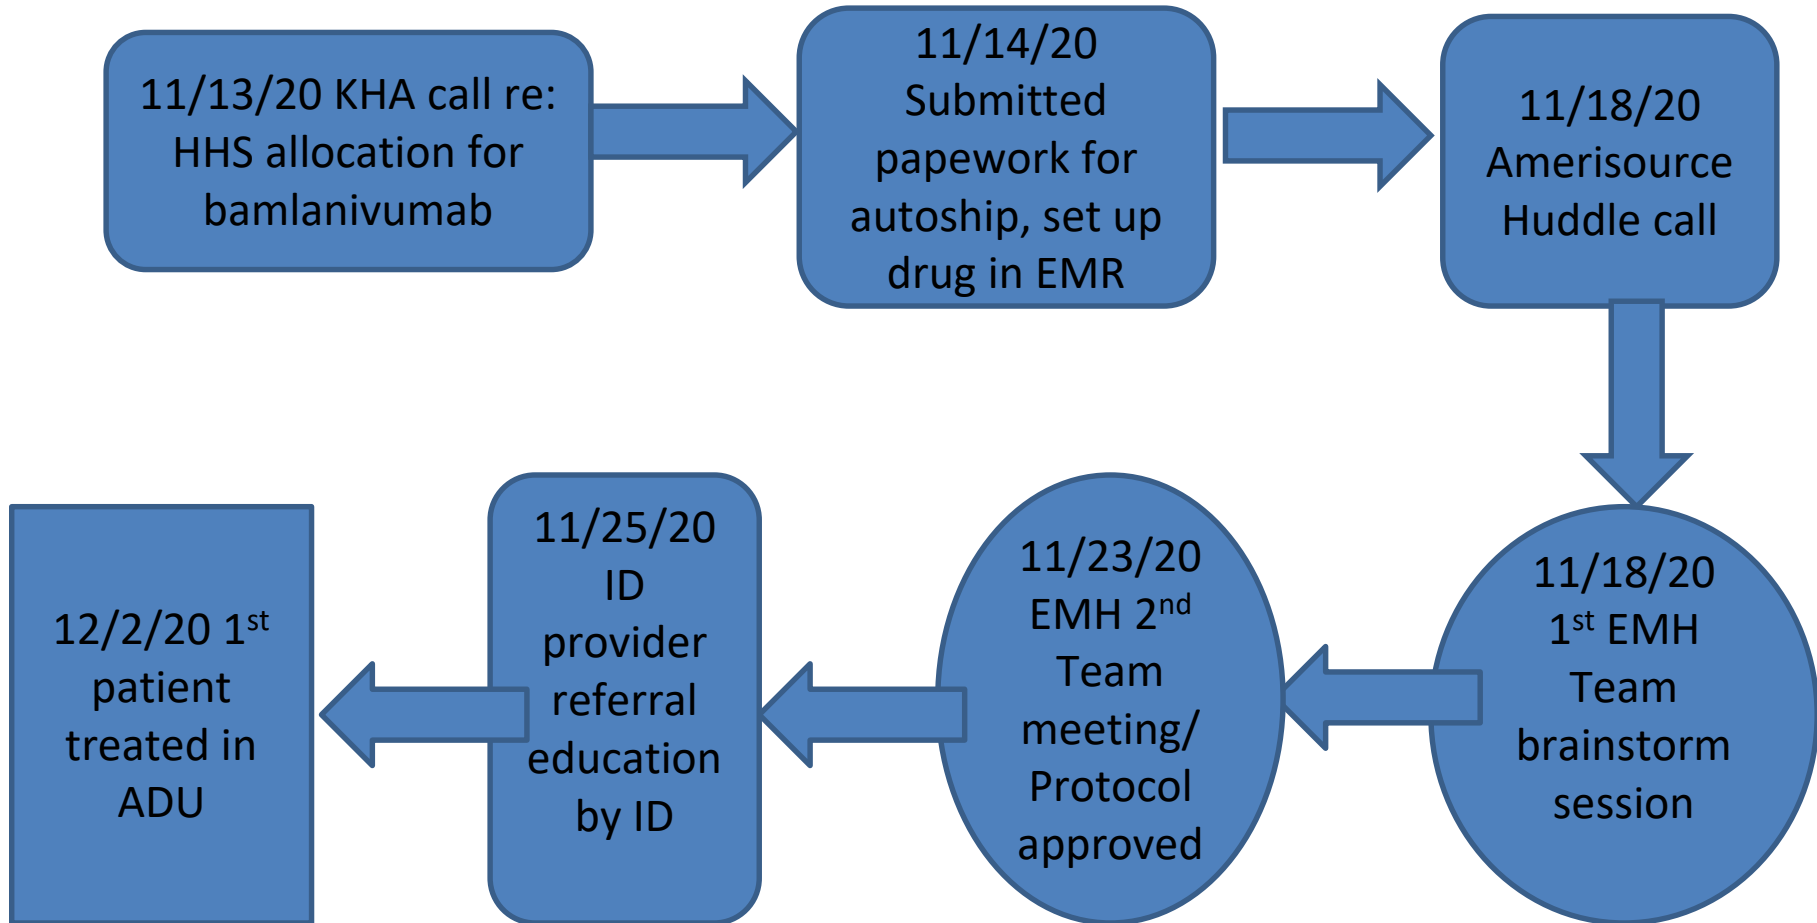 11/13/20 KHA call re:
HHS allocation for
bamlanivumab
11/14/20
Submitted
papework for
autoship, set up
drug in EMR
11/18/20
Amerisource
Huddle call
11/18/20
1st EMH
Team
brainstorm
session
11/23/20
EMH 2nd
Team
meeting/
Protocol
approved
11/25/20
ID
provider
referral
education
by ID
12/2/20 1st
patient
treated in
ADU